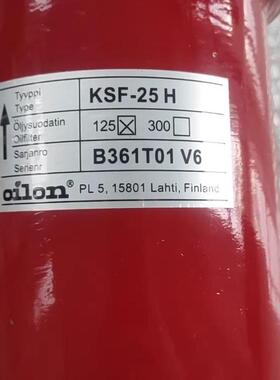 Tyyppi
Type
KSF-25 H
Öljysuodatin
Oilfilter
125 ☒ 300 ☐
Sarjanro
Serienr
B361T01 V6
oilon® PL 5, 15801 Lahti, Finland